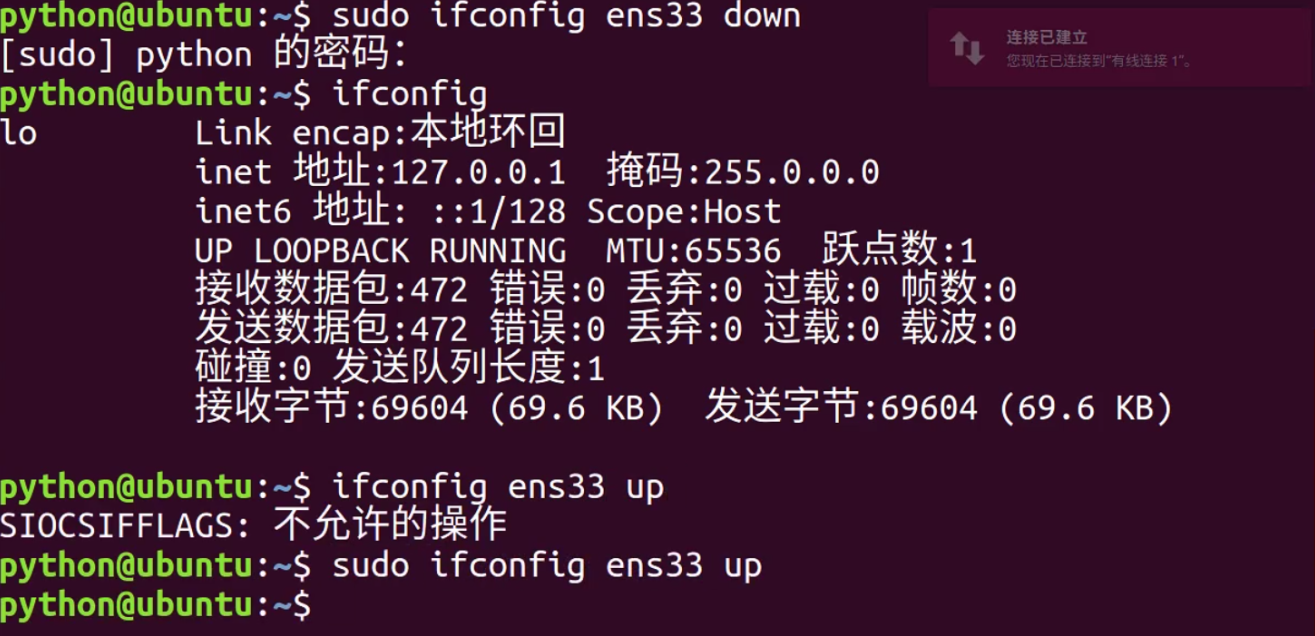 python@ubuntu:~$ sudo ifconfig ens33 down
[sudo] python 的密码：
python@ubuntu:~$ ifconfig
lo        Link encap:本地环回
          inet 地址:127.0.0.1  掩码:255.0.0.0
          inet6 地址: ::1/128 Scope:Host
          UP LOOPBACK RUNNING  MTU:65536  跃点数:1
          接收数据包:472 错误:0 丢弃:0 过载:0 帧数:0
          发送数据包:472 错误:0 丢弃:0 过载:0 载波:0
          碰撞:0 发送队列长度:1
          接收字节:69604 (69.6 KB)  发送字节:69604 (69.6 KB)
python@ubuntu:~$ ifconfig ens33 up
SIOCSIFFLAGS: 不允许的操作
python@ubuntu:~$ sudo ifconfig ens33 up
python@ubuntu:~$
连接已建立
您现在已连接到“有线连接 1”。